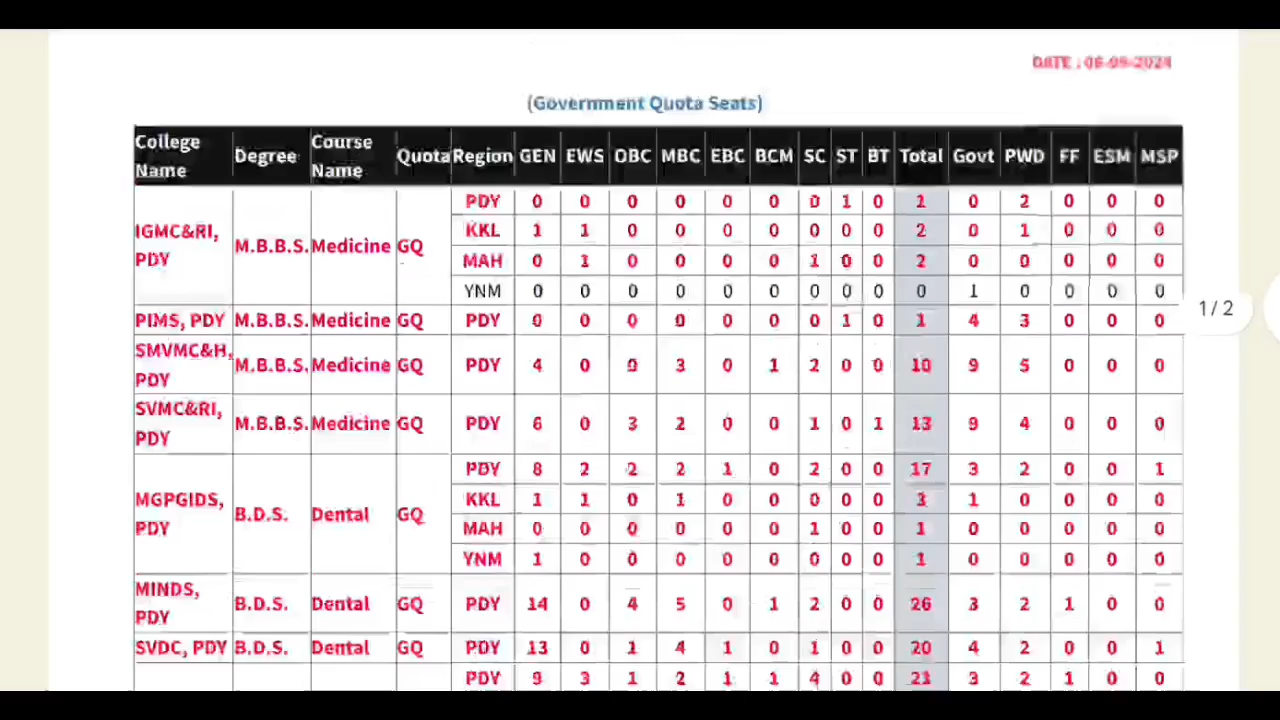 DATE : 06-09-2024
(Government Quota Seats)
College Name Degree Course Name Quota Region GEN EWS OBC MBC EBC BCM SC ST BT Total Govt PWD FF ESM MSP
IGMC&RI, PDY M.B.B.S. Medicine GQ PDY 0 0 0 0 0 0 0 1 0 1 0 2 0 0 0
KKL 1 1 0 0 0 0 0 0 0 2 0 1 0 0 0
MAH 0 1 0 0 0 0 1 0 0 2 0 0 0 0 0
YNM 0 0 0 0 0 0 0 0 0 0 1 0 0 0 0
PIMS, PDY M.B.B.S. Medicine GQ PDY 0 0 0 0 0 0 0 1 0 1 4 3 0 0 0
SMVMC&H, PDY M.B.B.S. Medicine GQ PDY 4 0 0 3 0 1 2 0 0 10 9 5 0 0 0
SVMC&RI, PDY M.B.B.S. Medicine GQ PDY 6 0 3 2 0 0 1 0 1 13 9 4 0 0 0
MGPGIDS, PDY B.D.S. Dental GQ PDY 8 2 2 2 1 0 2 0 0 17 3 2 0 0 1
KKL 1 1 0 1 0 0 0 0 0 3 1 0 0 0 0
MAH 0 0 0 0 0 0 1 0 0 1 0 0 0 0 0
YNM 1 0 0 0 0 0 0 0 0 1 0 0 0 0 0
MINDS, PDY B.D.S. Dental GQ PDY 14 0 4 5 0 1 2 0 0 26 3 2 1 0 0
SVDC, PDY B.D.S. Dental GQ PDY 13 0 1 4 1 0 1 0 0 20 4 2 0 0 1
PDY 9 3 1 2 1 1 4 0 0 21 3 2 1 0 0
1 / 2